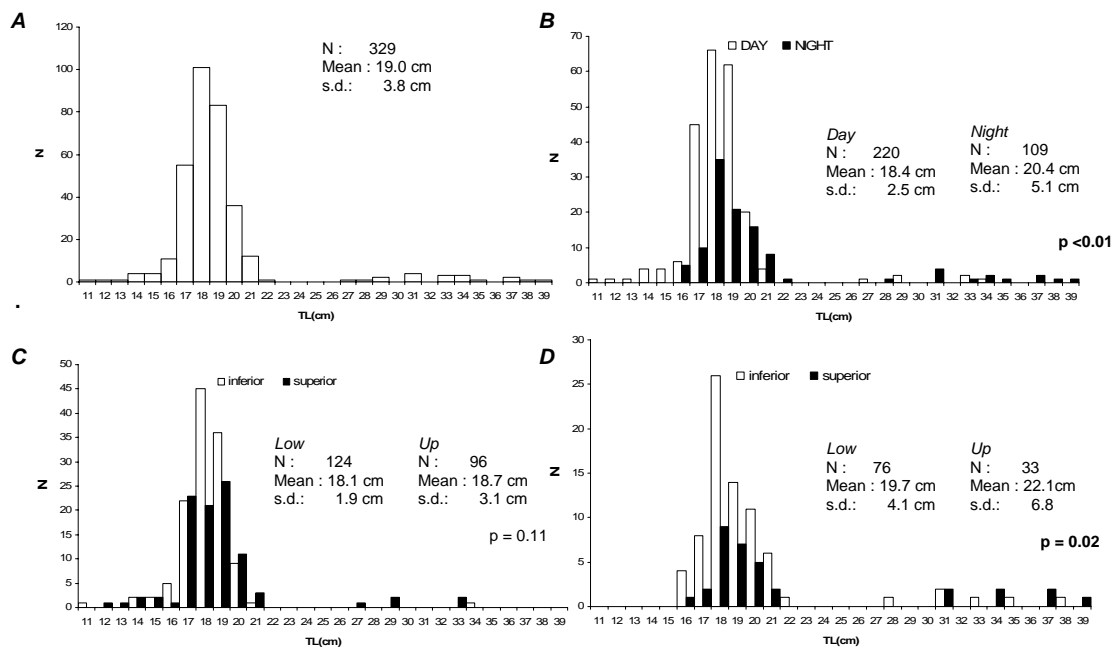 A
N
120
100
80
60
40
20
0
N : 329
Mean : 19.0 cm
s.d.: 3.8 cm
11 12 13 14 15 16 17 18 19 20 21 22 23 24 25 26 27 28 29 30 31 33 34 35 37 38 39
TL(cm)
.
B
N
70
60
50
40
30
20
10
0
DAY NIGHT
Day Night
N : 220 N : 109
Mean : 18.4 cm Mean : 20.4 cm
s.d.: 2.5 cm s.d.: 5.1 cm
p <0.01
11 12 13 14 15 16 17 18 19 20 21 22 23 24 25 26 27 28 29 30 31 33 34 35 37 38 39
TL(cm)
C
N
50
45
40
35
30
25
20
15
10
5
0
inferior superior
Low Up
N : 124 N : 96
Mean : 18.1 cm Mean : 18.7 cm
s.d.: 1.9 cm s.d.: 3.1 cm
p = 0.11
11 12 13 14 15 16 17 18 19 20 21 22 23 24 25 26 27 28 29 30 31 33 34 35 37 38 39
TL(cm)
D
N
30
25
20
15
10
5
0
inferior superior
Low Up
N : 76 N : 33
Mean : 19.7 cm Mean : 22.1cm
s.d.: 4.1 cm s.d.: 6.8
p = 0.02
11 12 13 14 15 16 17 18 19 20 21 22 23 24 25 26 27 28 29 30 31 33 34 35 37 38 39
TL(cm)